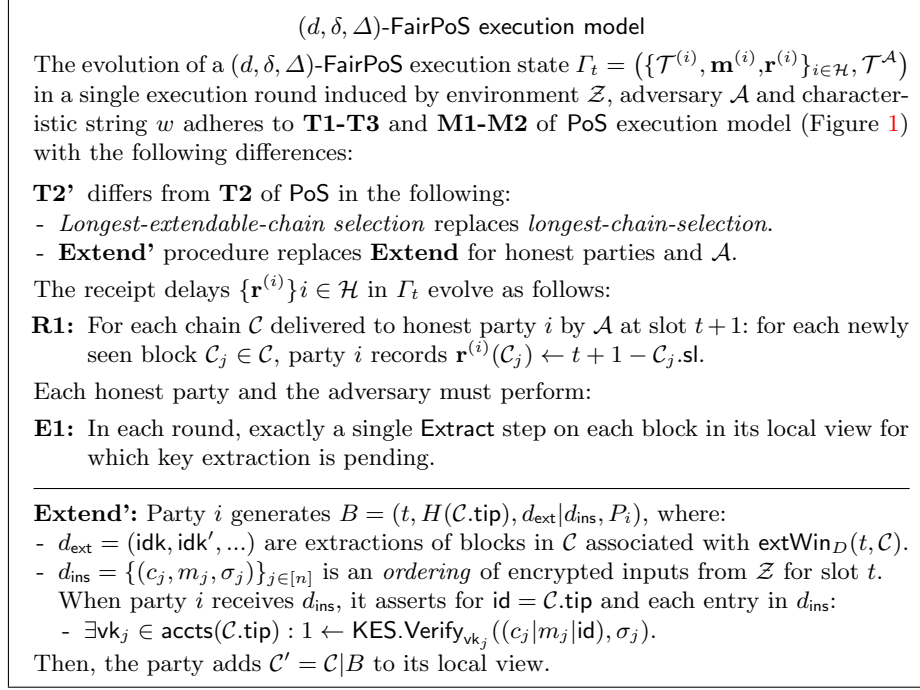 (d, δ, Δ)-FairPoS execution model
The evolution of a (d, δ, Δ)-FairPoS execution state Γ_t = ({𝒯^(i), m^(i), r^(i)}_{i∈ℋ}, 𝒯^𝒜)
in a single execution round induced by environment 𝒵, adversary 𝒜 and character-
istic string w adheres to T1-T3 and M1-M2 of PoS execution model (Figure 1)
with the following differences:
T2’ differs from T2 of PoS in the following:
- Longest-extendable-chain selection replaces longest-chain-selection.
- Extend’ procedure replaces Extend for honest parties and 𝒜.
The receipt delays {r^(i)}i ∈ ℋ in Γ_t evolve as follows:
R1: For each chain 𝒞 delivered to honest party i by 𝒜 at slot t + 1: for each newly
seen block 𝒞_j ∈ 𝒞, party i records r^(i)(𝒞_j) ← t + 1 − 𝒞_j.sl.
Each honest party and the adversary must perform:
E1: In each round, exactly a single Extract step on each block in its local view for
which key extraction is pending.
Extend’: Party i generates B = (t, H(𝒞.tip), d_ext|d_ins, P_i), where:
- d_ext = (idk, idk′, ...) are extractions of blocks in 𝒞 associated with extWin_D(t, 𝒞).
- d_ins = {(c_j, m_j, σ_j)}_{j∈[n]} is an ordering of encrypted inputs from 𝒵 for slot t.
When party i receives d_ins, it asserts for id = 𝒞.tip and each entry in d_ins:
- ∃vk_j ∈ accts(𝒞.tip) : 1 ← KES.Verify_{vk_j}((c_j|m_j|id), σ_j).
Then, the party adds 𝒞′ = 𝒞|B to its local view.